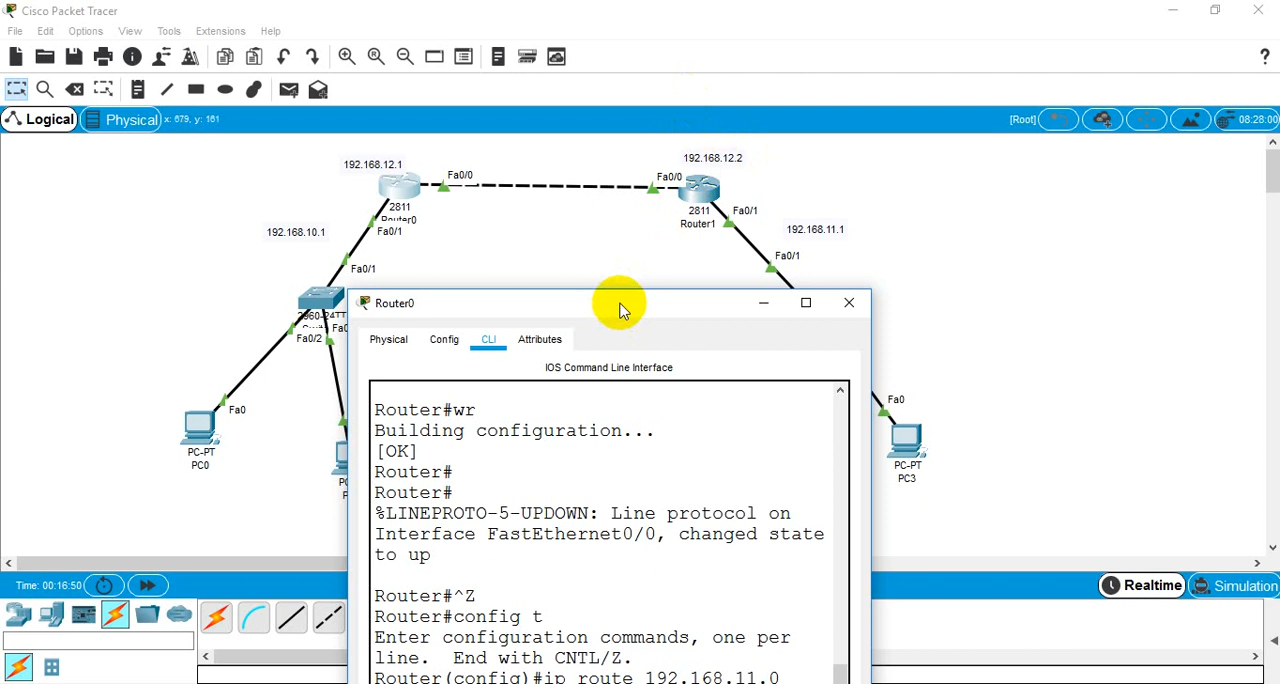 Cisco Packet Tracer
File Edit Options View Tools Extensions Help
?
Logical Physical x: 679, y: 161 [Root] 08:28:00
192.168.12.1
192.168.12.2
Fa0/0
Fa0/0
2811
Router0
2811
Router1
Fa0/1
Fa0/1
192.168.10.1
192.168.11.1
Fa0/1
Fa0/1
2960-24TT
Fa0/2
Fa0
Fa0
PC-PT
PC0
Fa0
PC-PT
PC3
Router0
Physical Config CLI Attributes
IOS Command Line Interface
Router#wr
Building configuration...
[OK]
Router#
Router#
%LINEPROTO-5-UPDOWN: Line protocol on
Interface FastEthernet0/0, changed state
to up
Router#^Z
Router#config t
Enter configuration commands, one per
line. End with CNTL/Z.
Router(config)#ip route 192.168.11.0
Time: 00:16:50
Realtime Simulation